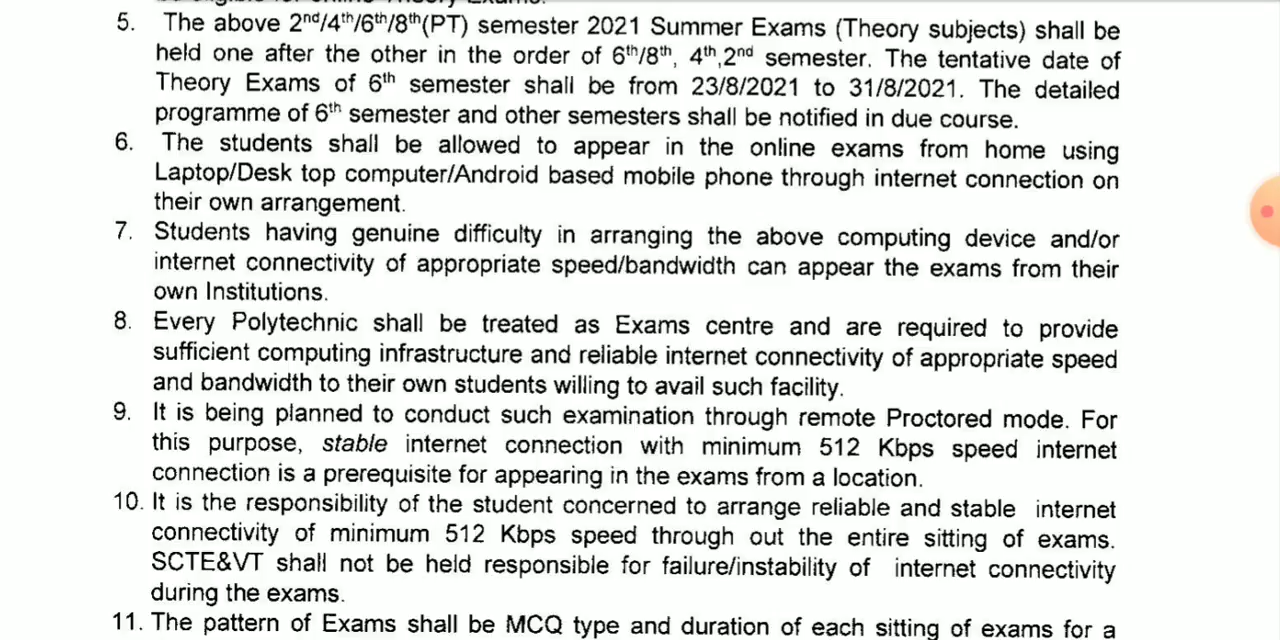 5. The above 2nd/4th/6th/8th(PT) semester 2021 Summer Exams (Theory subjects) shall be
held one after the other in the order of 6th/8th, 4th,2nd semester. The tentative date of
Theory Exams of 6th semester shall be from 23/8/2021 to 31/8/2021. The detailed
programme of 6th semester and other semesters shall be notified in due course.
6. The students shall be allowed to appear in the online exams from home using
Laptop/Desk top computer/Android based mobile phone through internet connection on
their own arrangement.
7. Students having genuine difficulty in arranging the above computing device and/or
internet connectivity of appropriate speed/bandwidth can appear the exams from their
own Institutions.
8. Every Polytechnic shall be treated as Exams centre and are required to provide
sufficient computing infrastructure and reliable internet connectivity of appropriate speed
and bandwidth to their own students willing to avail such facility.
9. It is being planned to conduct such examination through remote Proctored mode. For
this purpose, stable internet connection with minimum 512 Kbps speed internet
connection is a prerequisite for appearing in the exams from a location.
10. It is the responsibility of the student concerned to arrange reliable and stable internet
connectivity of minimum 512 Kbps speed through out the entire sitting of exams.
SCTE&VT shall not be held responsible for failure/instability of internet connectivity
during the exams.
11. The pattern of Exams shall be MCQ type and duration of each sitting of exams for a